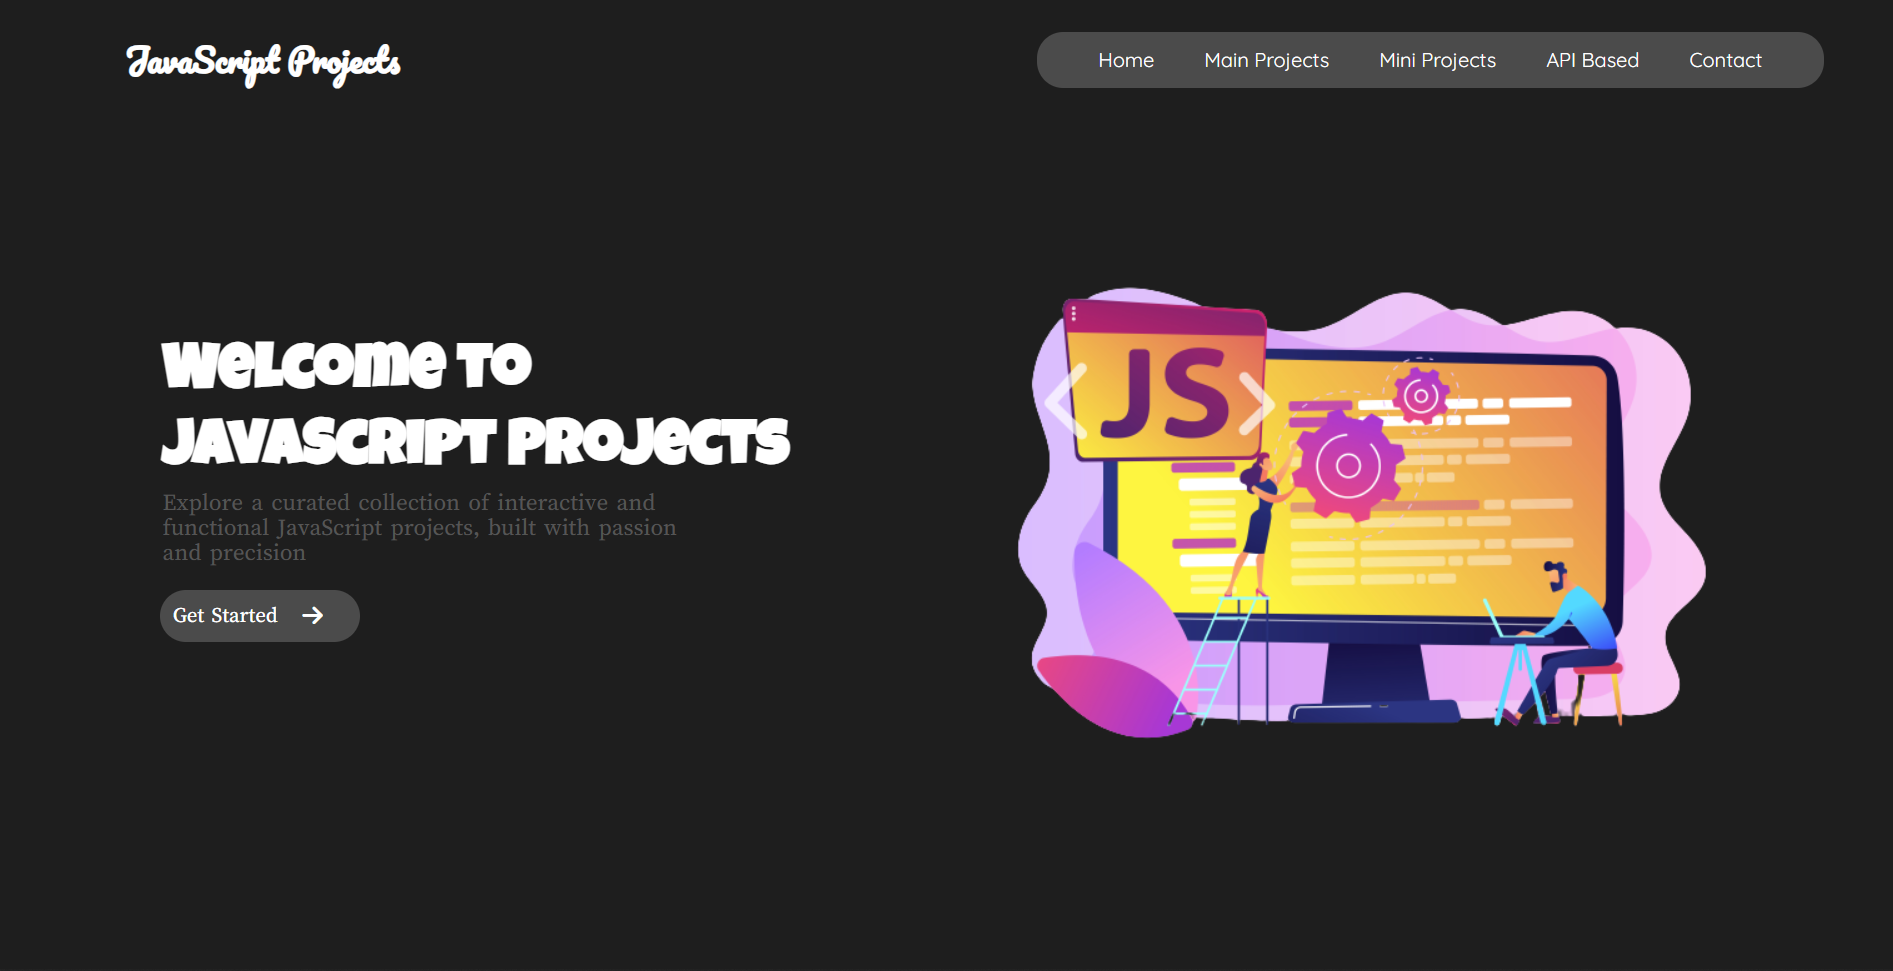 JavaScript Projects
Home Main Projects Mini Projects API Based Contact
Welcome to
JavaScript Projects
Explore a curated collection of interactive and
functional JavaScript projects, built with passion
and precision
Get Started
JS